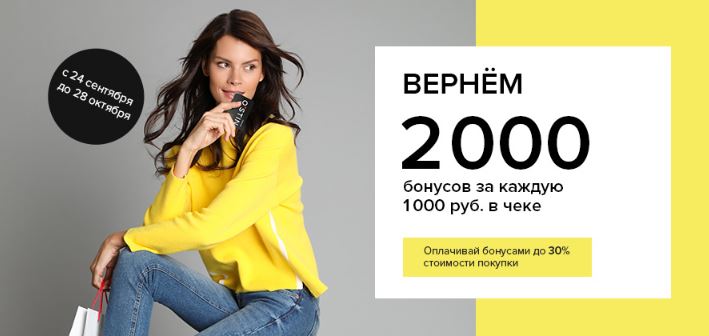 с 24 сентября
до 28 октября
OSTIN
ВЕРНЁМ
2000
бонусов за каждую
1000 руб. в чеке
Оплачивай бонусами до 30%
стоимости покупки